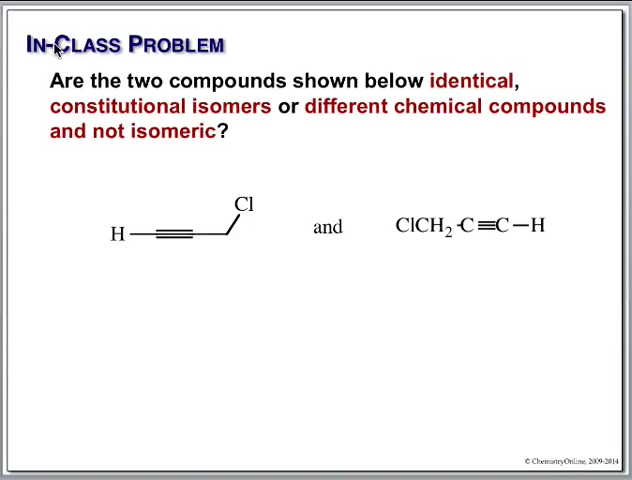 IN-CLASS PROBLEM
Are the two compounds shown below identical,
constitutional isomers or different chemical compounds
and not isomeric?
Cl
H and ClCH2-C≡C-H
© ChemistryOnline, 2009-2014